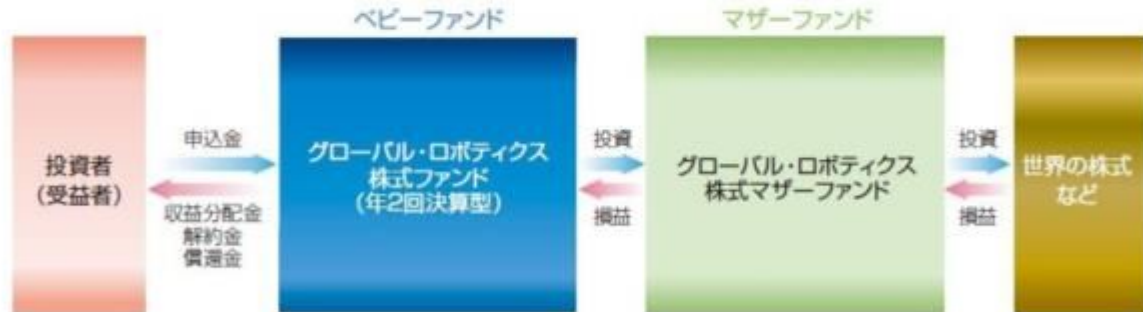 ベビーファンド
マザーファンド
投資者
(受益者)
申込金
収益分配金
解約金
償還金
グローバル・ロボティクス
株式ファンド
(年2回決算型)
投資
損益
グローバル・ロボティクス
株式マザーファンド
投資
損益
世界の株式
など